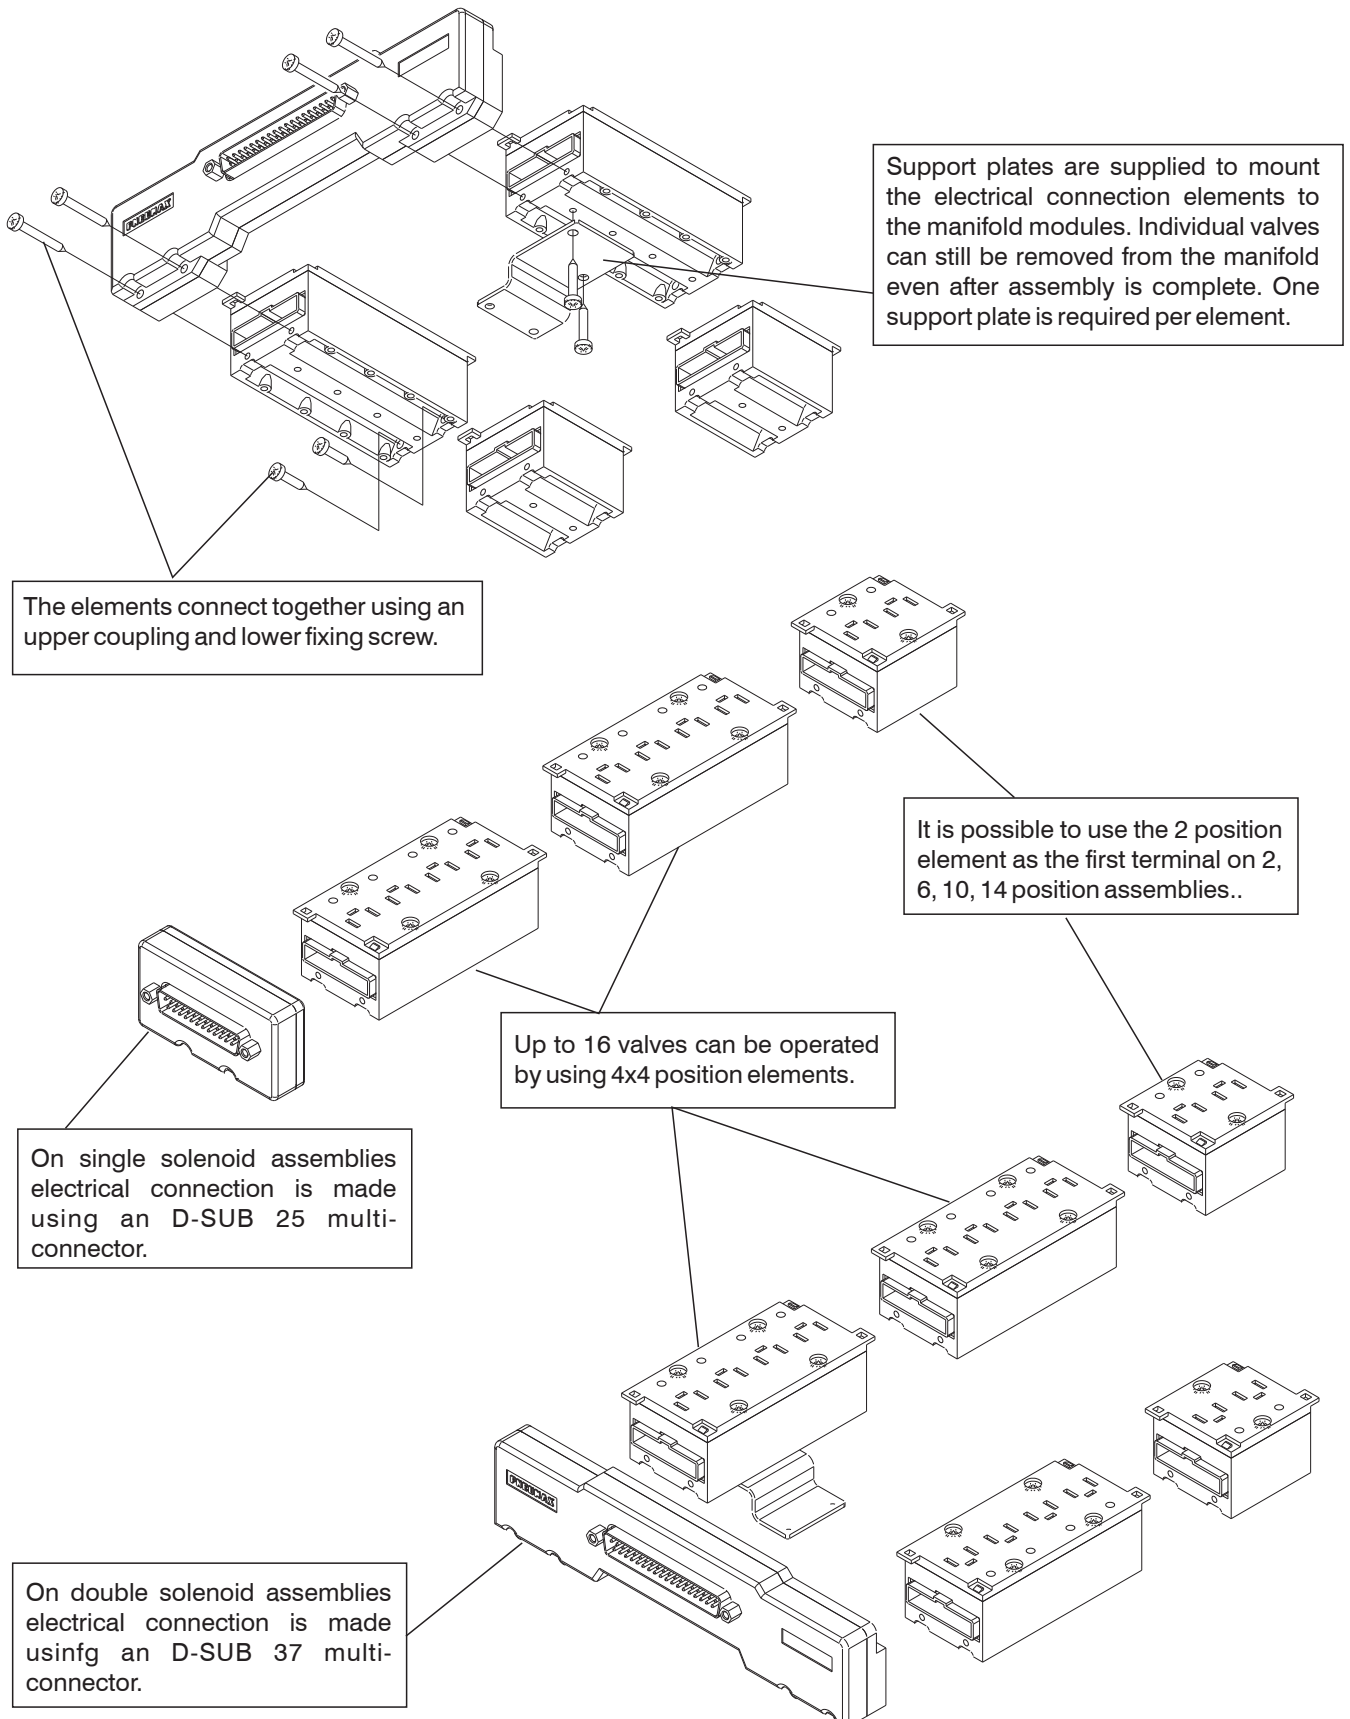 PNEUMAX
Support plates are supplied to mount
the electrical connection elements to
the manifold modules. Individual valves
can still be removed from the manifold
even after assembly is complete. One
support plate is required per element.
The elements connect together using an
upper coupling and lower fixing screw.
It is possible to use the 2 position
element as the first terminal on 2,
6, 10, 14 position assemblies..
Up to 16 valves can be operated
by using 4x4 position elements.
On single solenoid assemblies
electrical connection is made
using an D-SUB 25 multi-
connector.
PNEUMAX
On double solenoid assemblies
electrical connection is made
usinfg an D-SUB 37 multi-
connector.